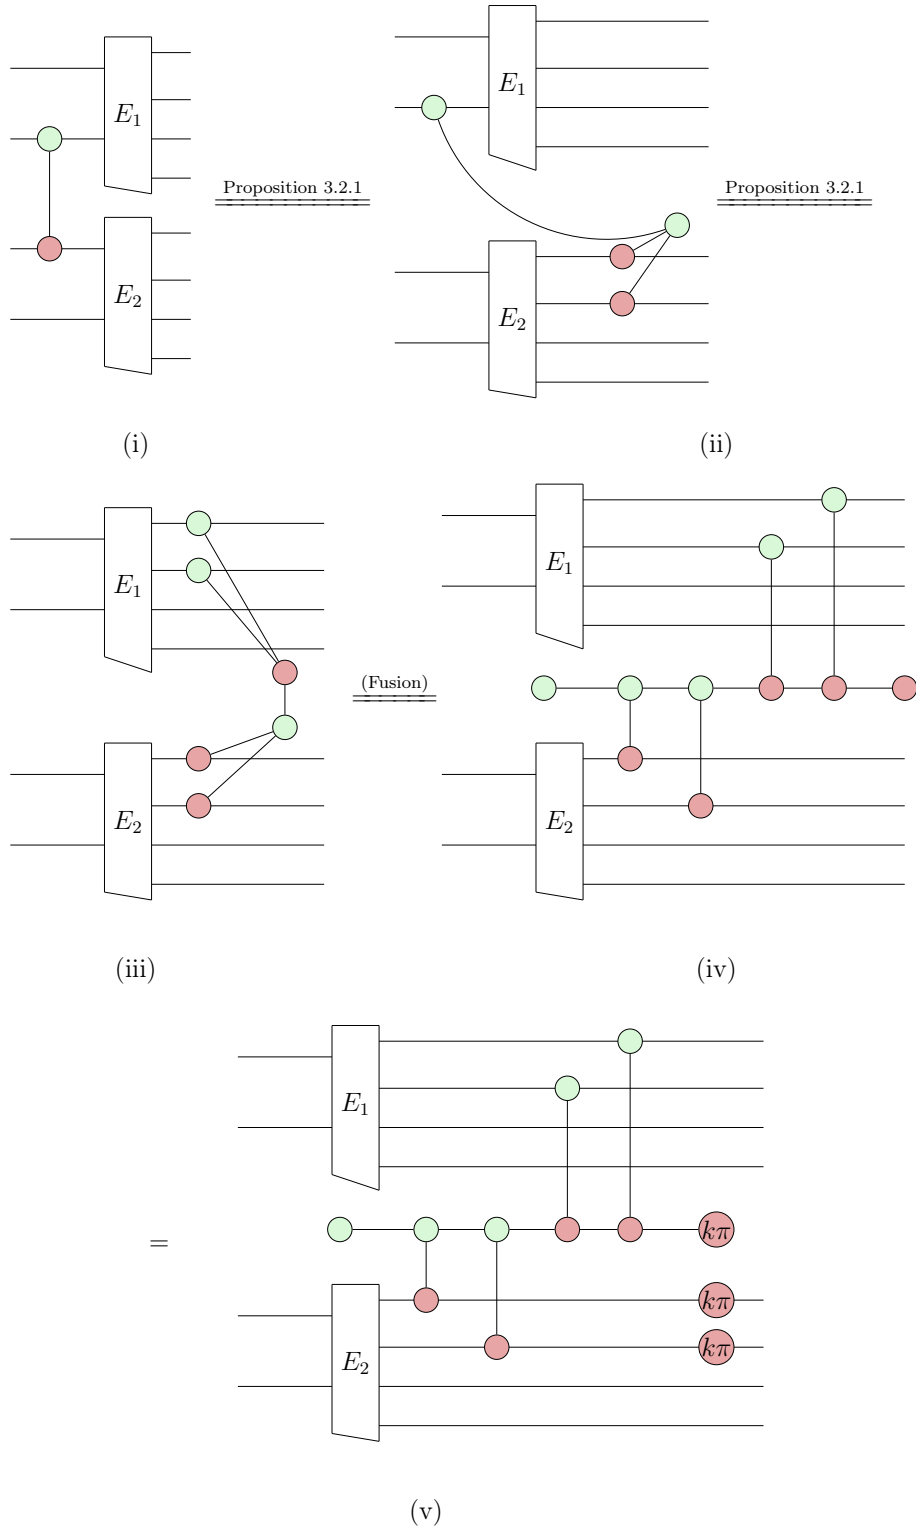 E₁
E₂
Proposition 3.2.1
E₁
E₂
Proposition 3.2.1
(i)
(ii)
E₁
E₂
(Fusion)
E₁
E₂
(iii)
(iv)
=
E₁
E₂
kπ
kπ
kπ
(v)